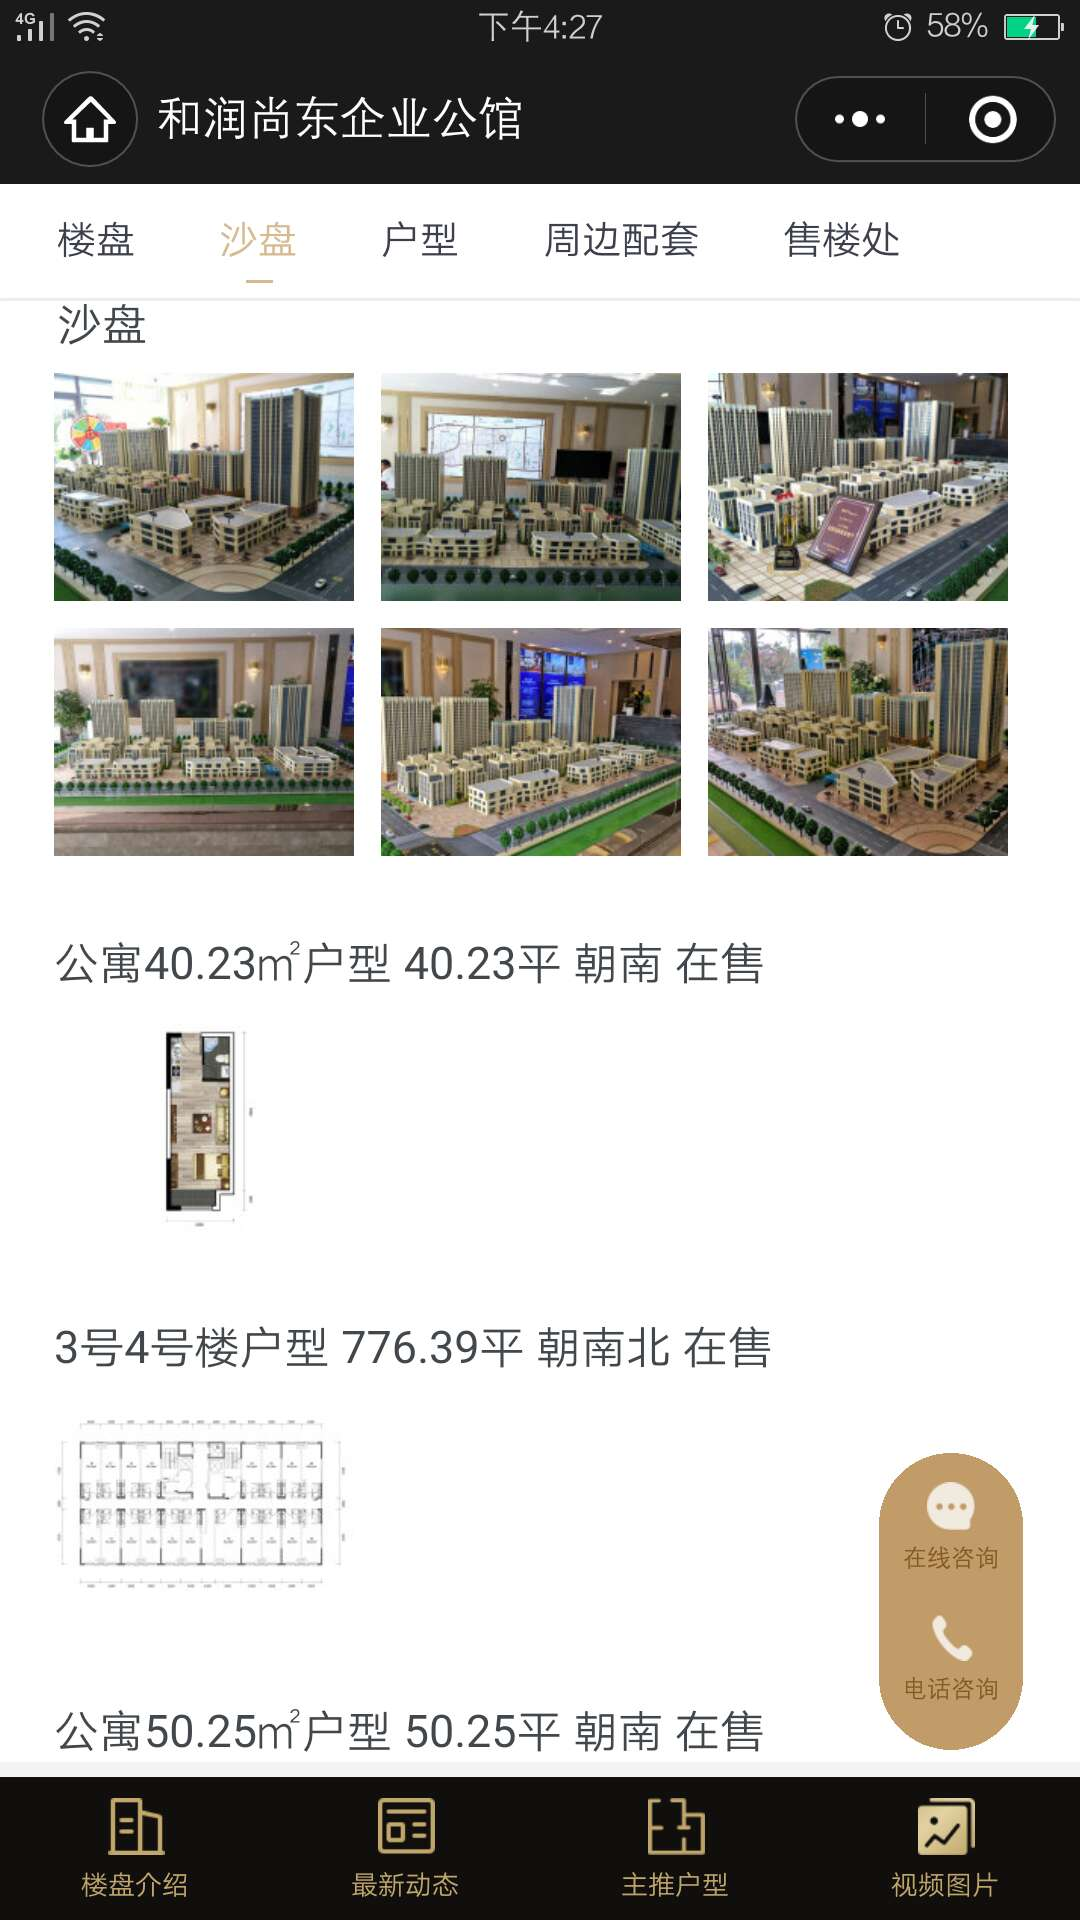 4G 下午4:27 58%
和润尚东企业公馆
楼盘 沙盘 户型 周边配套 售楼处
沙盘
公寓40.23㎡户型 40.23平 朝南 在售
3号4号楼户型 776.39平 朝南北 在售
在线咨询
电话咨询
公寓50.25㎡户型 50.25平 朝南 在售
楼盘介绍 最新动态 主推户型 视频图片